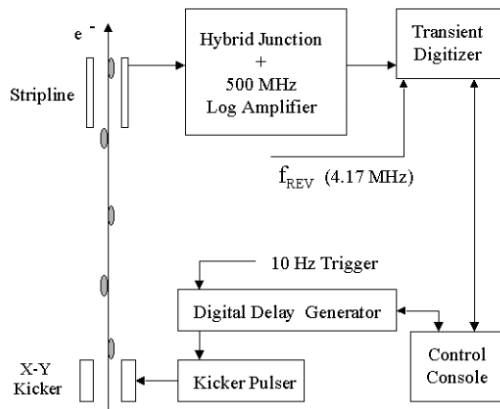 e -
Stripline
Hybrid Junction
+
500 MHz
Log Amplifier
Transient
Digitizer
fREV (4.17 MHz)
10 Hz Trigger
Digital Delay Generator
X-Y
Kicker
Kicker Pulser
Control
Console